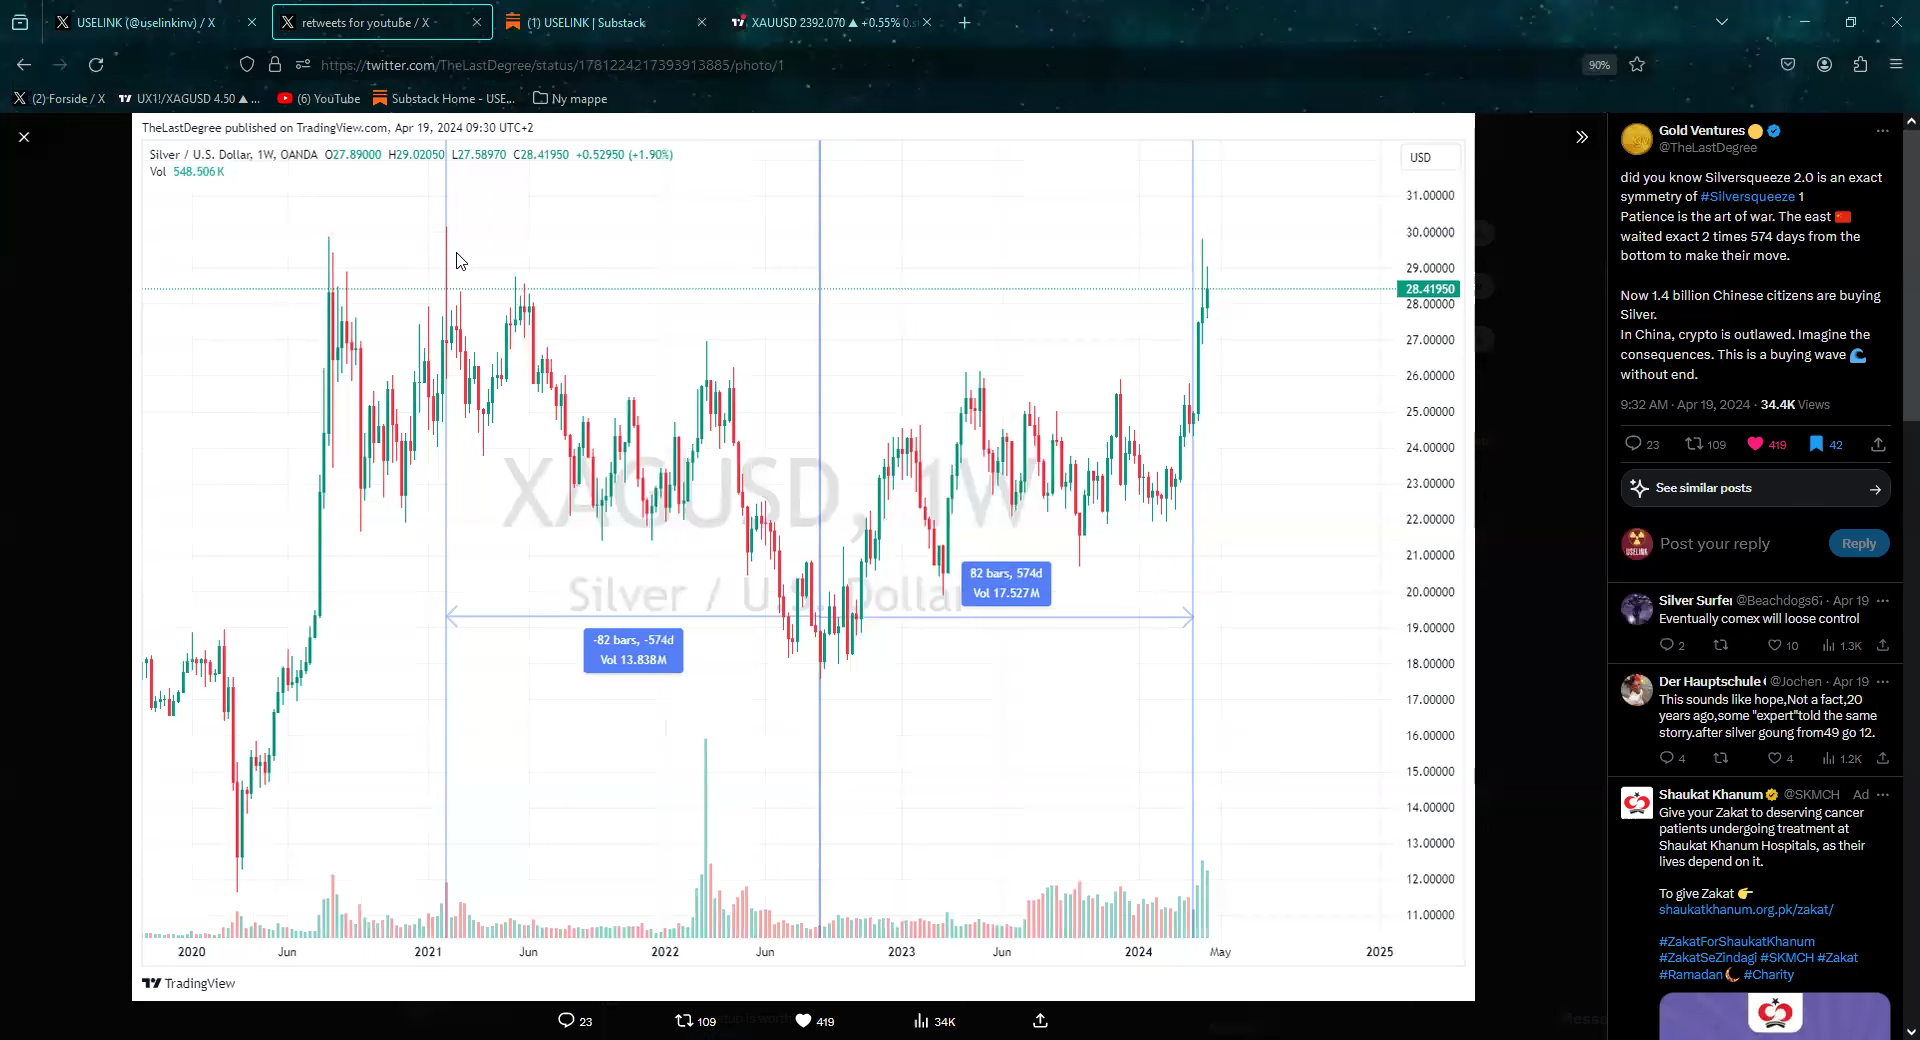 USELINK (@uselinkinv) / X
retweets for youtube / X
(1) USELINK | Substack
XAUUSD 2392.070 ▲ +0.55%
https://twitter.com/TheLastDegree/status/1781224217393913885/photo/1
90%
(2) Forside / X
UX1!/XAGUSD 4.50 ▲ ...
(6) YouTube
Substack Home - USE...
Ny mappe
TheLastDegree published on TradingView.com, Apr 19, 2024 09:30 UTC+2
Silver / U.S. Dollar, 1W, OANDA O27.89000 H29.02050 L27.58970 C28.41950 +0.52950 (+1.90%)
Vol 548.506K
USD
31.00000
30.00000
29.00000
28.41950
28.00000
27.00000
26.00000
25.00000
24.00000
23.00000
22.00000
21.00000
20.00000
19.00000
18.00000
17.00000
16.00000
15.00000
14.00000
13.00000
12.00000
11.00000
XAGUSD, 1W
Silver / U.S. Dollar
82 bars, 574d
Vol 17.527M
-82 bars, -574d
Vol 13.838M
2020 Jun 2021 Jun 2022 Jun 2023 Jun 2024 May 2025
TradingView
23 109 419 34K
Gold Ventures
@TheLastDegree
did you know Silversqueeze 2.0 is an exact
symmetry of #Silversqueeze 1
Patience is the art of war. The east 🇨🇳
waited exact 2 times 574 days from the
bottom to make their move.
Now 1.4 billion Chinese citizens are buying
Silver.
In China, crypto is outlawed. Imagine the
consequences. This is a buying wave 🌊
without end.
9:32 AM · Apr 19, 2024 · 34.4K Views
23 109 419 42
See similar posts
USELINK
Post your reply
Reply
Silver Surfer @Beachdogs67 · Apr 19
Eventually comex will loose control
2 10 1.3K
Der Hauptschule @Jochen · Apr 19
This sounds like hope,Not a fact,20
years ago,some "expert"told the same
storry.after silver goung from49 go 12.
4 4 1.2K
Shaukat Khanum @SKMCH Ad
Give your Zakat to deserving cancer
patients undergoing treatment at
Shaukat Khanum Hospitals, as their
lives depend on it.
To give Zakat 👉
shaukatkhanum.org.pk/zakat/
#ZakatForShaukatKhanum
#ZakatSeZindagi #SKMCH #Zakat
#Ramadan🌙 #Charity